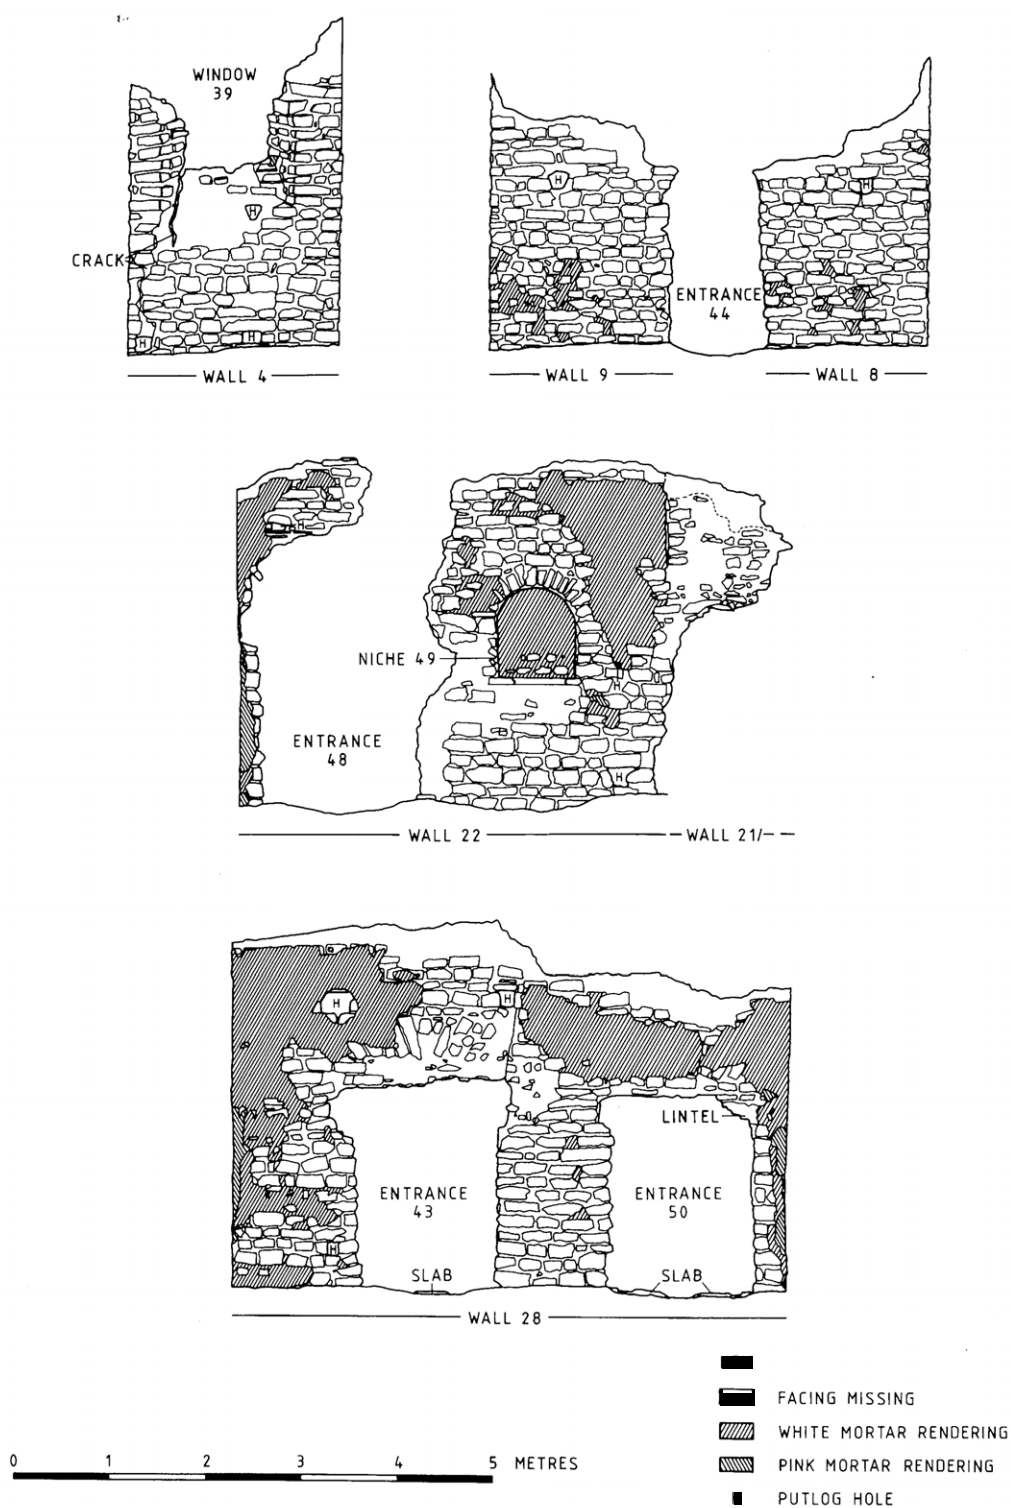 WINDOW
39
H
CRACK
H
H
WALL 4
H
H
ENTRANCE
44
WALL 9
WALL 8
H
NICHE 49
H
ENTRANCE
48
H
WALL 22
WALL 21/
H
H
LINTEL
ENTRANCE
43
ENTRANCE
50
H
SLAB
SLAB
WALL 28
FACING MISSING
WHITE MORTAR RENDERING
0 1 2 3 4 5 METRES
PINK MORTAR RENDERING
PUTLOG HOLE